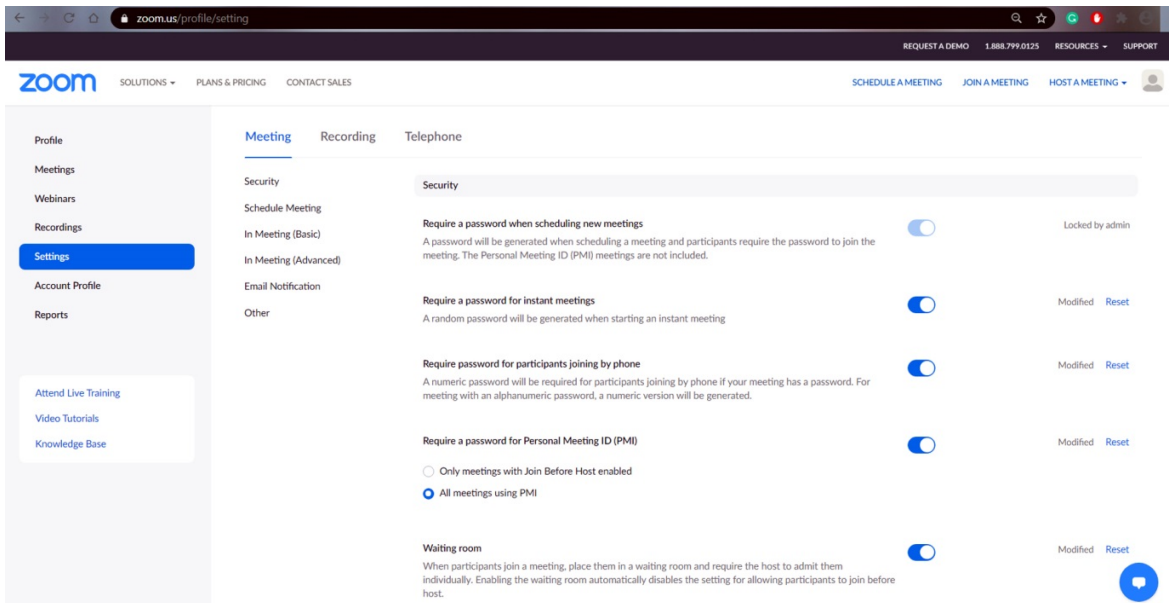 zoom.us/profile/setting
REQUEST A DEMO 1.888.799.0125 RESOURCES SUPPORT
zoom SOLUTIONS PLANS & PRICING CONTACT SALES SCHEDULE A MEETING JOIN A MEETING HOST A MEETING
Profile
Meetings
Webinars
Recordings
Settings
Account Profile
Reports
Attend Live Training
Video Tutorials
Knowledge Base
Meeting Recording Telephone
Security
Schedule Meeting
In Meeting (Basic)
In Meeting (Advanced)
Email Notification
Other
Security
Require a password when scheduling new meetings
Locked by admin
A password will be generated when scheduling a meeting and participants require the password to join the
meeting. The Personal Meeting ID (PMI) meetings are not included.
Require a password for instant meetings
Modified Reset
A random password will be generated when starting an instant meeting
Require password for participants joining by phone
Modified Reset
A numeric password will be required for participants joining by phone if your meeting has a password. For
meeting with an alphanumeric password, a numeric version will be generated.
Require a password for Personal Meeting ID (PMI)
Modified Reset
Only meetings with Join Before Host enabled
All meetings using PMI
Waiting room
Modified Reset
When participants join a meeting, place them in a waiting room and require the host to admit them
individually. Enabling the waiting room automatically disables the setting for allowing participants to join before
host.